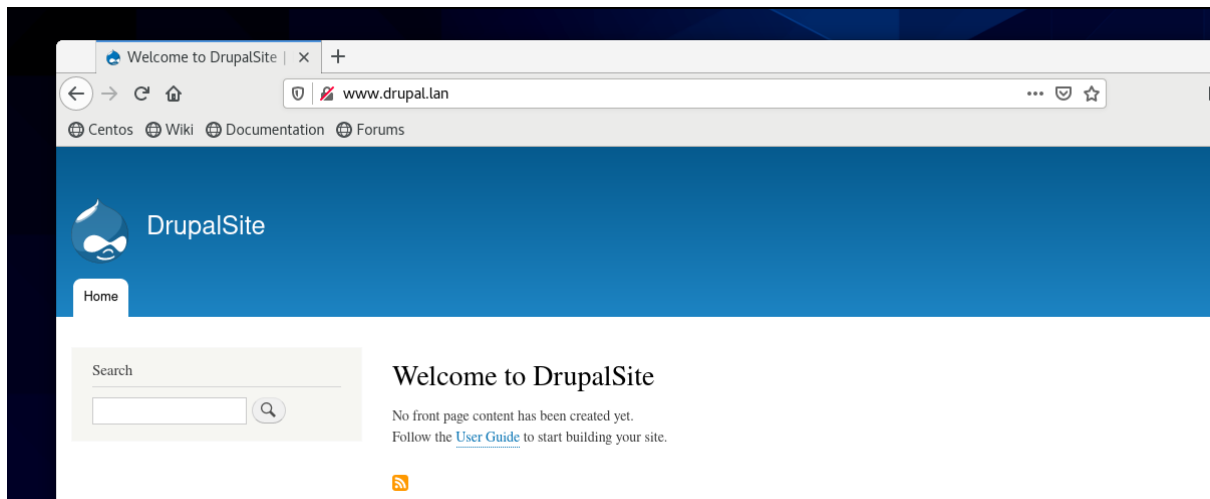 Welcome to DrupalSite |
www.drupal.lan
Centos Wiki Documentation Forums
DrupalSite
Home
Search
Welcome to DrupalSite
No front page content has been created yet.
Follow the User Guide to start building your site.